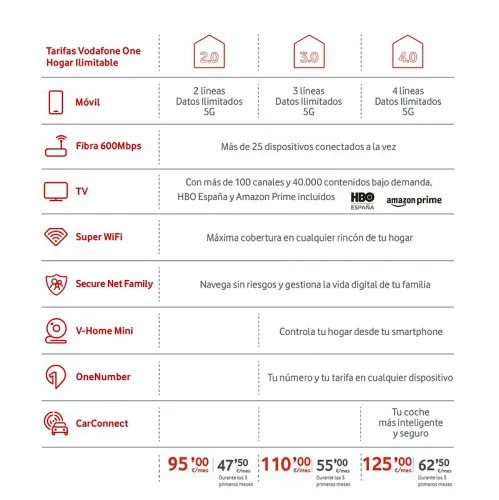 Tarifas Vodafone One
Hogar Ilimitable
2.0
3.0
4.0
Móvil
2 líneas
Datos Ilimitados
5G
3 líneas
Datos Ilimitados
5G
4 líneas
Datos Ilimitados
5G
Fibra 600Mbps
Más de 25 dispositivos conectados a la vez
TV
Con más de 100 canales y 40.000 contenidos bajo demanda,
HBO España y Amazon Prime incluidos
HBO
ESPAÑA
amazon prime
Super WiFi
Máxima cobertura en cualquier rincón de tu hogar
Secure Net Family
Navega sin riesgos y gestiona la vida digital de tu familia
V-Home Mini
Controla tu hogar desde tu smartphone
OneNumber
Tu número y tu tarifa en cualquier dispositivo
CarConnect
Tu coche
más inteligente
y seguro
95,'00 €/mes
47,'50 €/mes
Durante los 3
primeros meses
110,'00 €/mes
55,'00 €/mes
Durante los 3
primeros meses
125,'00 €/mes
62,'50 €/mes
Durante los 3
primeros meses